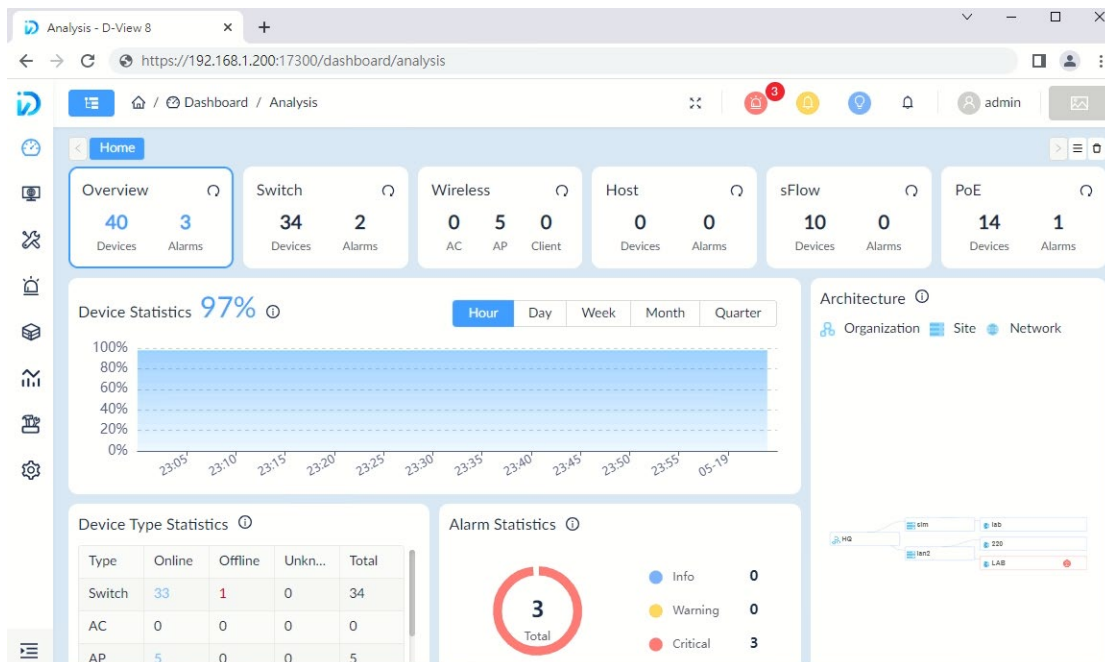 Analysis - D-View 8
https://192.168.1.200:17300/dashboard/analysis
/ Dashboard / Analysis
3
admin
Home
Overview
40 3
Devices Alarms
Switch
34 2
Devices Alarms
Wireless
0 5 0
AC AP Client
Host
0 0
Devices Alarms
sFlow
10 0
Devices Alarms
PoE
14 1
Devices Alarms
Device Statistics 97%
Hour Day Week Month Quarter
100%
80%
60%
40%
20%
0%
23:05' 23:10' 23:15' 23:20' 23:25' 23:30' 23:35' 23:40' 23:45' 23:50' 23:55' 05-19'
Architecture
Organization Site Network
HQ
slm
lab
220
lan2
LAB
Device Type Statistics
Type Online Offline Unkn... Total
Switch 33 1 0 34
AC 0 0 0 0
AP 5 0 0 5
Alarm Statistics
3
Total
Info 0
Warning 0
Critical 3